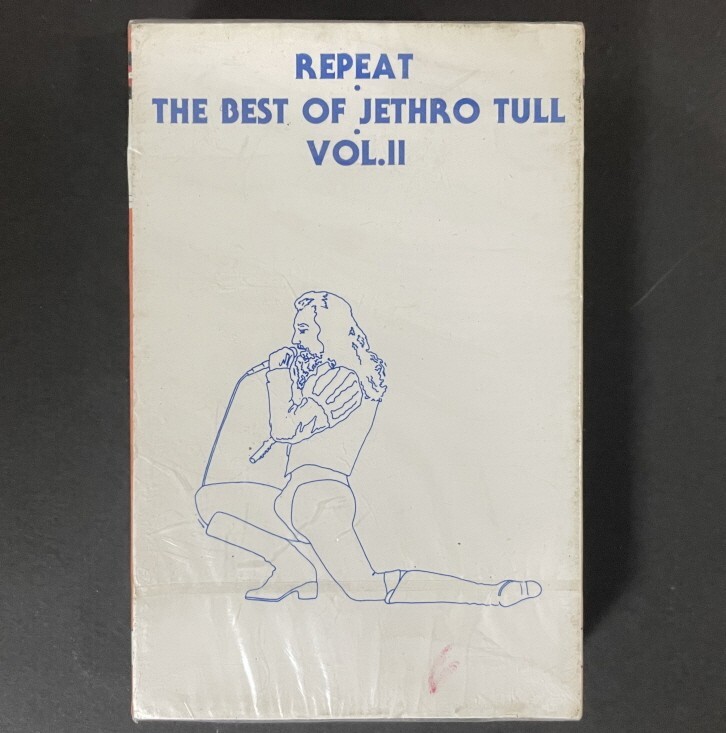 REPEAT
·
THE BEST OF JETHRO TULL
·
VOL.II